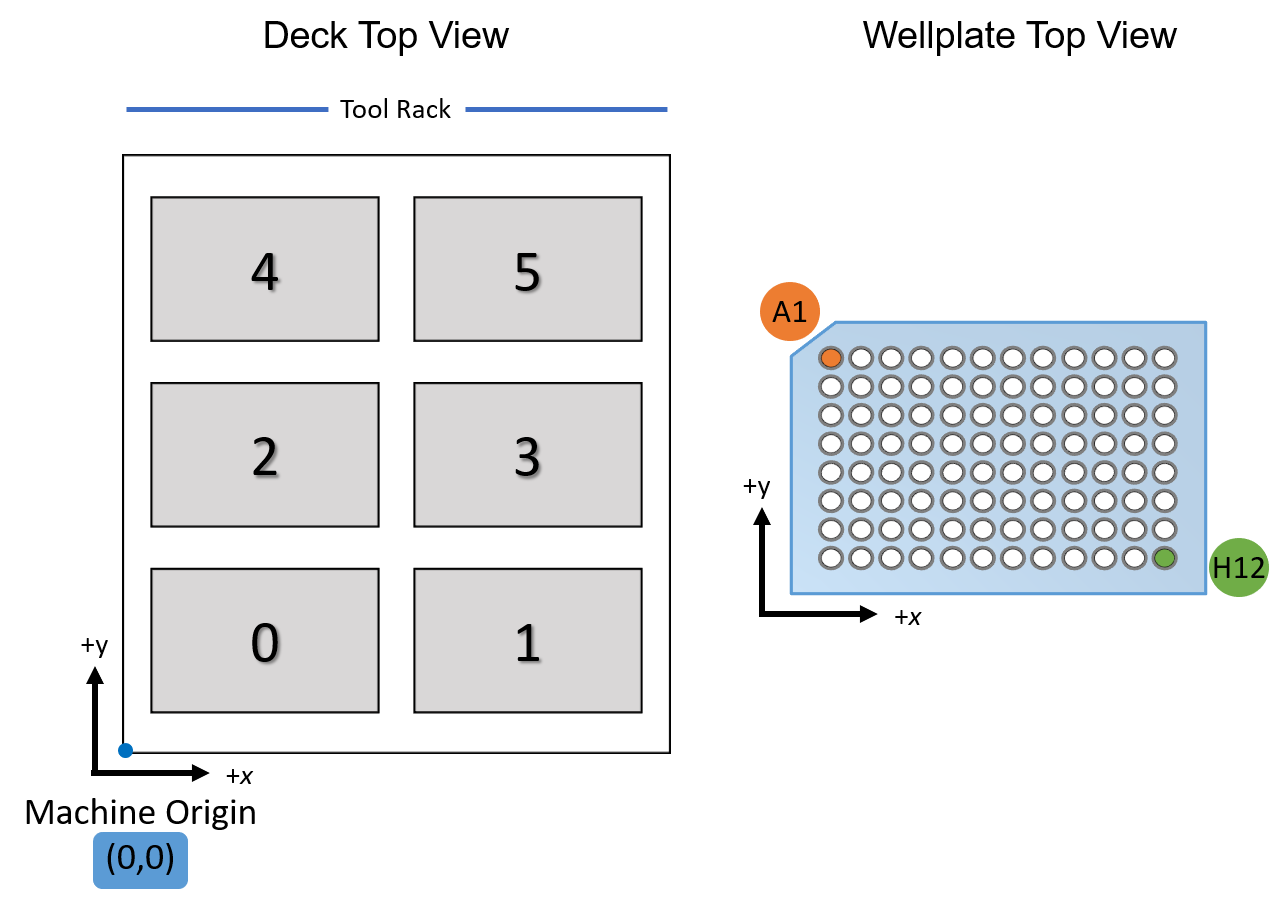 Deck Top View
Tool Rack
4
5
2
3
0
1
+y
+x
Machine Origin
(0,0)
Wellplate Top View
A1
+y
H12
+x